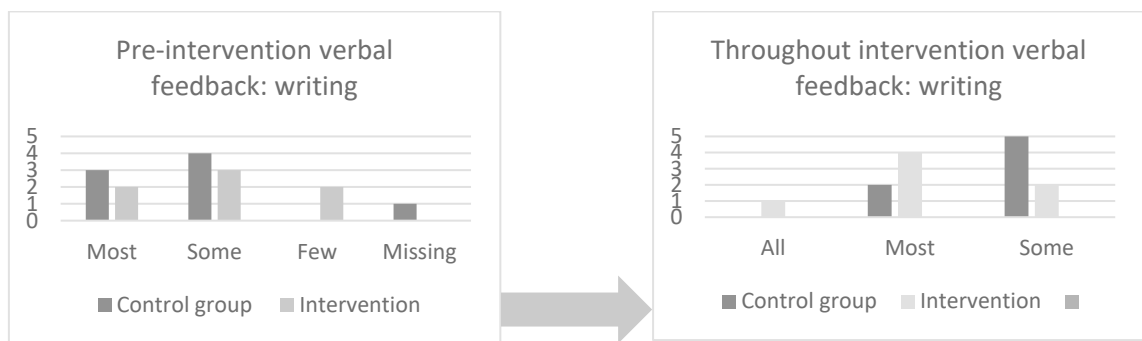 Pre-intervention verbal
feedback: writing
5
4
3
2
1
0
Most Some Few Missing
Control group Intervention
Throughout intervention verbal
feedback: writing
5
4
3
2
1
0
All Most Some
Control group Intervention